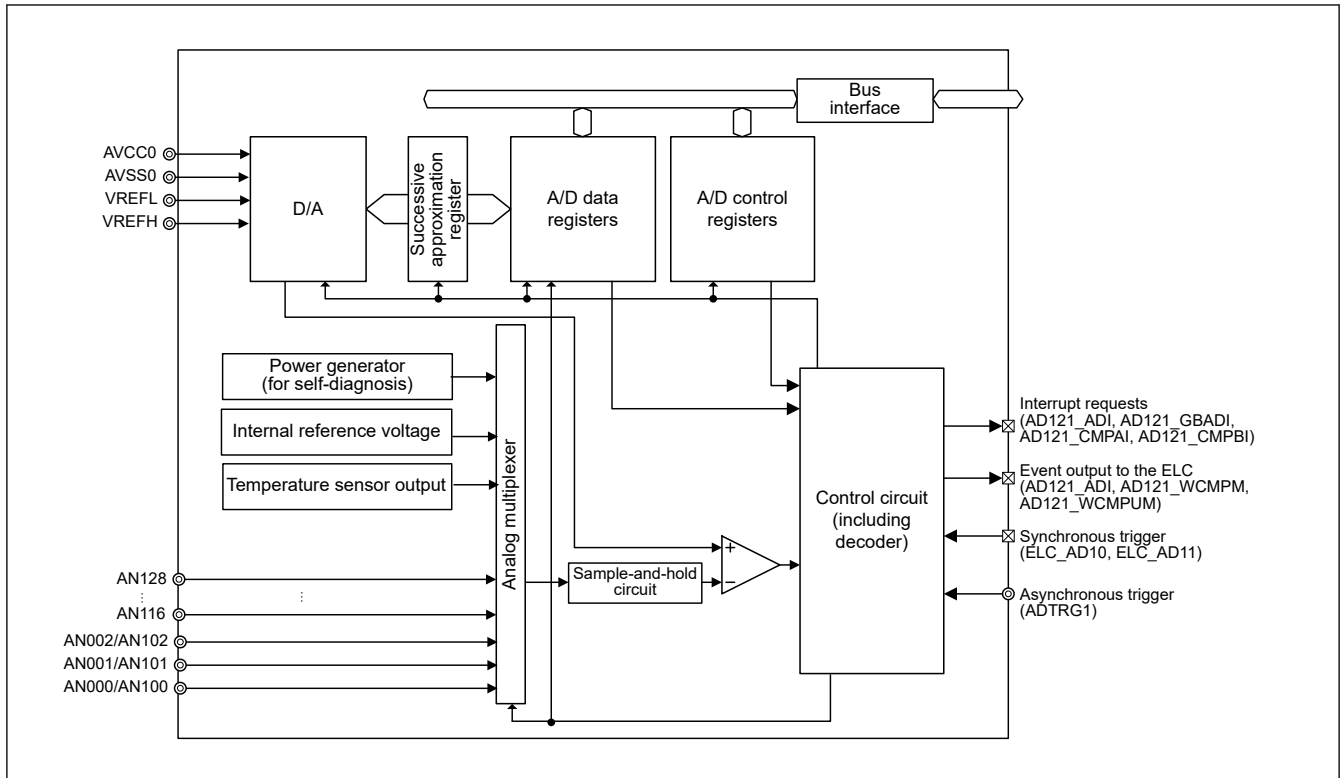 Bus
interface
AVCC0
AVSS0
VREFL
VREFH
D/A
Successive
approximation
register
A/D data
registers
A/D control
registers
Power generator
(for self-diagnosis)
Internal reference voltage
Temperature sensor output
Analog multiplexer
AN128
AN116
AN002/AN102
AN001/AN101
AN000/AN100
Sample-and-hold
circuit
+
−
Control circuit
(including
decoder)
Interrupt requests
(AD121_ADI, AD121_GBADI,
AD121_CMPAI, AD121_CMPBI)
Event output to the ELC
(AD121_ADI, AD121_WCMPM,
AD121_WCMPUM)
Synchronous trigger
(ELC_AD10, ELC_AD11)
Asynchronous trigger
(ADTRG1)